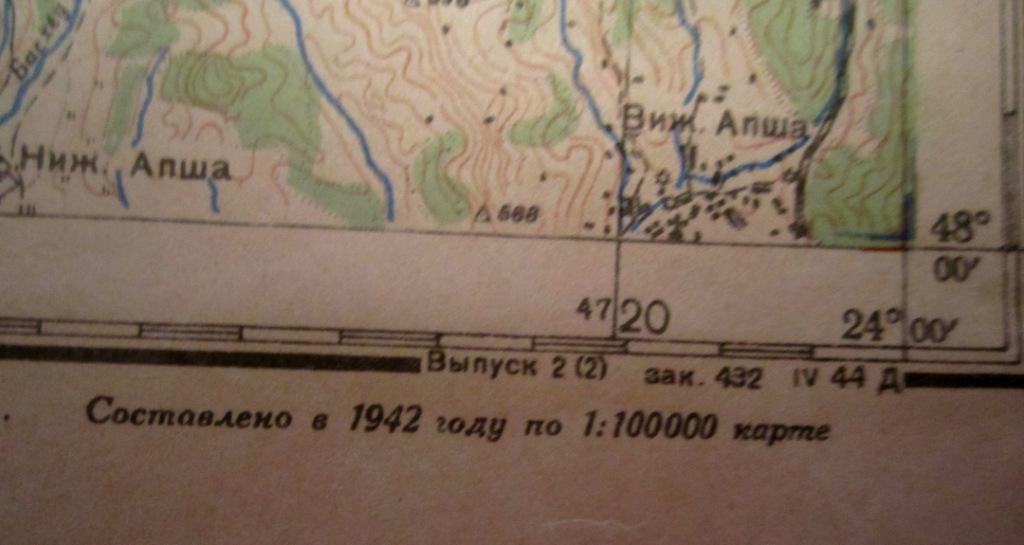 Виж. Апша
Ниж. Апша
△ 668
48°
00′
47 20
24° 00′
Выпуск 2 (2) зак. 432 IV 44 Д
Составлено в 1942 году по 1:100000 карте